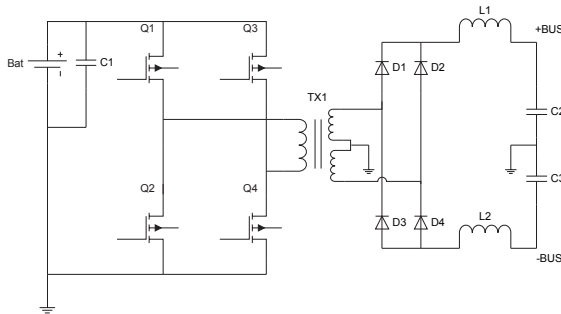 Q1
Q3
L1
+BUS
Bat
+
C1
D1
D2
TX1
C2
Q2
Q4
C3
D3
D4
L2
-BUS